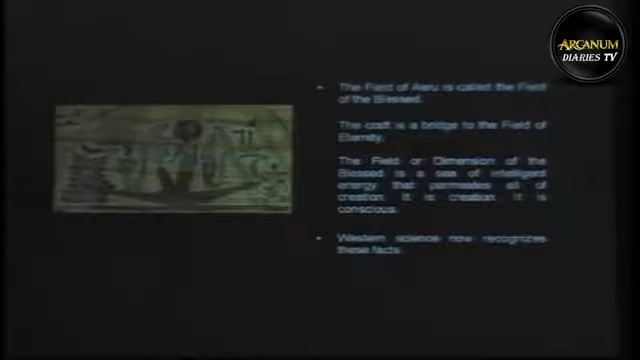 ARCANUM
DIARIES TV
• The Field of Aaru is called the Field
of the Blessed.
The craft is a bridge to the Field of
Eternity.
The Field or Dimension of the
Blessed is a sea of intelligent
energy that permeates all of
creation. It is creation. It is
conscious.
• Western science now recognizes
these facts.